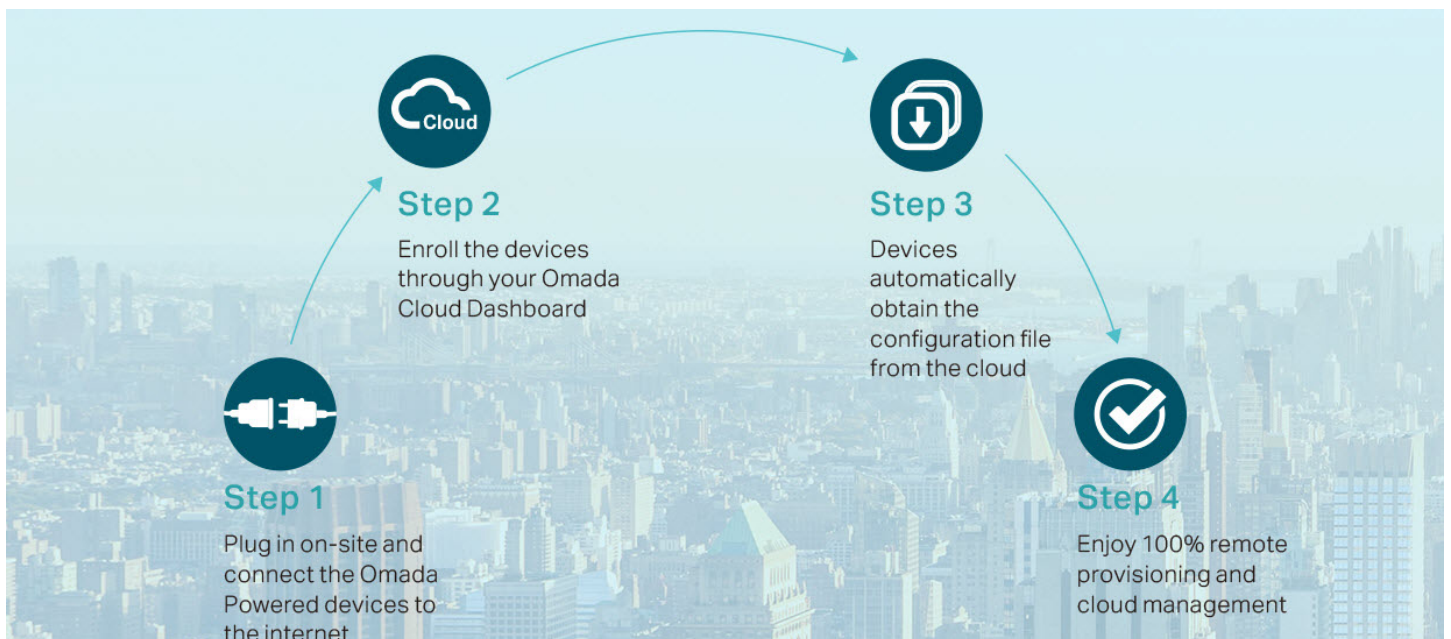 Cloud
Step 2
Enroll the devices
through your Omada
Cloud Dashboard
Step 3
Devices
automatically
obtain the
configuration file
from the cloud
Step 1
Plug in on-site and
connect the Omada
Powered devices to
the internet
Step 4
Enjoy 100% remote
provisioning and
cloud management